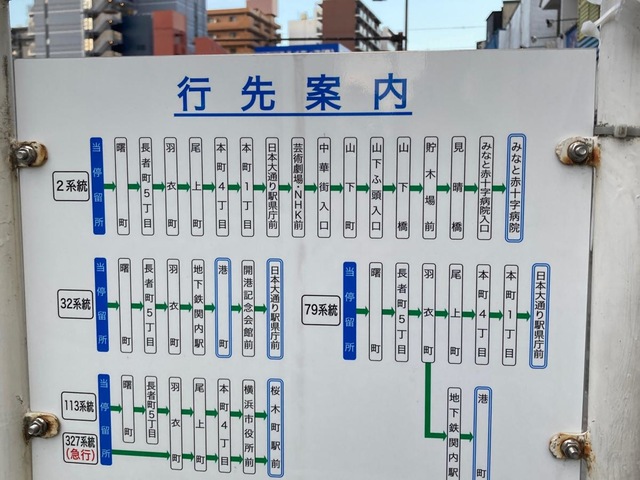 行先案内
2系統
当停留所
曙町
長者町5丁目
羽衣町
尾上町
本町4丁目
本町1丁目
日本大通り駅県庁前
芸術劇場・NHK前
中華街入口
山下町
山下ふ頭入口
山下橋
貯木場前
見晴橋
みなと赤十字病院入口
みなと赤十字病院
32系統
当停留所
曙町
長者町5丁目
羽衣町
地下鉄関内駅
港町
開港記念会館前
日本大通り駅県庁前
79系統
当停留所
曙町
長者町5丁目
羽衣町
尾上町
本町4丁目
本町1丁目
日本大通り駅県庁前
地下鉄関内駅
港町
113系統
327系統
(急行)
当停留所
曙町
長者町5丁目
羽衣町
尾上町
本町4丁目
横浜市役所前
桜木町駅前